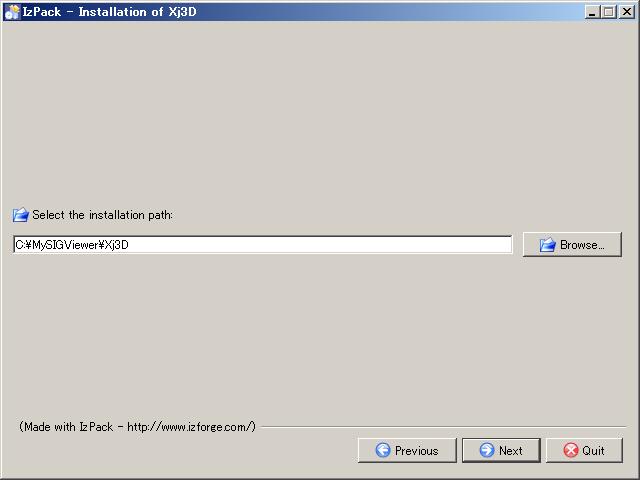 IzPack - Installation of Xj3D
Select the installation path:
C:¥MySIGViewer¥Xj3D
Browse...
(Made with IzPack - http://www.izforge.com/)
Previous
Next
Quit